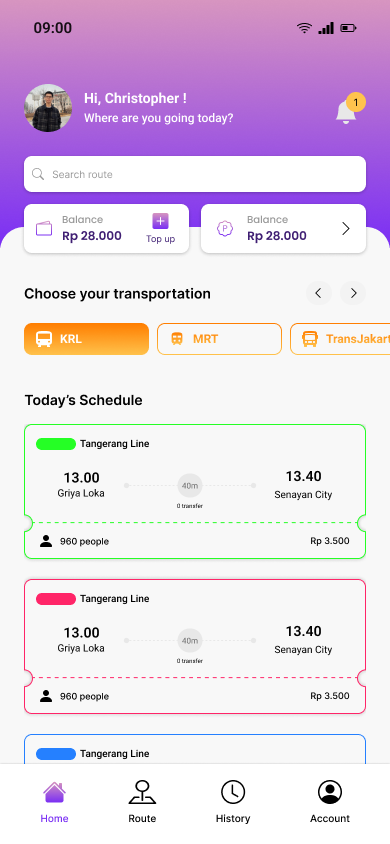 09:00
Hi, Christopher !
Where are you going today?
1
Search route
Balance
Rp 28.000
Top up
P
Balance
Rp 28.000
Choose your transportation
KRL
MRT
TransJakart
Today's Schedule
Tangerang Line
13.00
Griya Loka
40m
0 transfer
13.40
Senayan City
960 people
Rp 3.500
Tangerang Line
13.00
Griya Loka
40m
0 transfer
13.40
Senayan City
960 people
Rp 3.500
Tangerang Line
Home
Route
History
Account